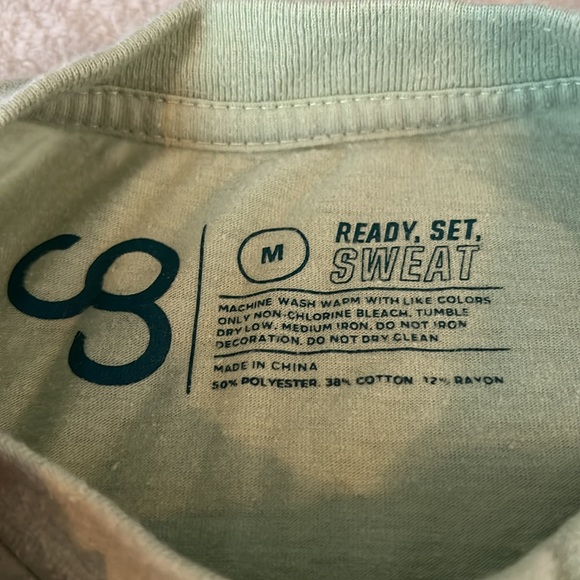 M
READY, SET,
SWEAT
MACHINE WASH WARM WITH LIKE COLORS
ONLY NON-CHLORINE BLEACH, TUMBLE
DRY LOW, MEDIUM IRON, DO NOT IRON
DECORATION, DO NOT DRY CLEAN
MADE IN CHINA
50% POLYESTER, 38% COTTON 12% RAYON